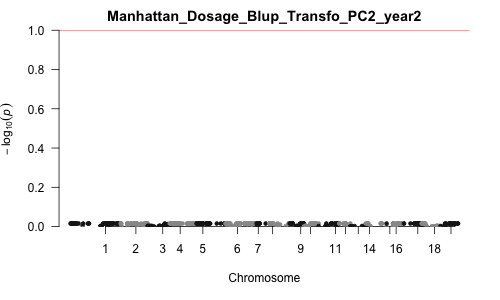 Manhattan_Dosage_Blup_Transfo_PC2_year2
1.0
0.8
0.6
0.4
0.2
0.0
− log10(p)
1 2 3 4 5 6 7 9 11 14 16 18
Chromosome